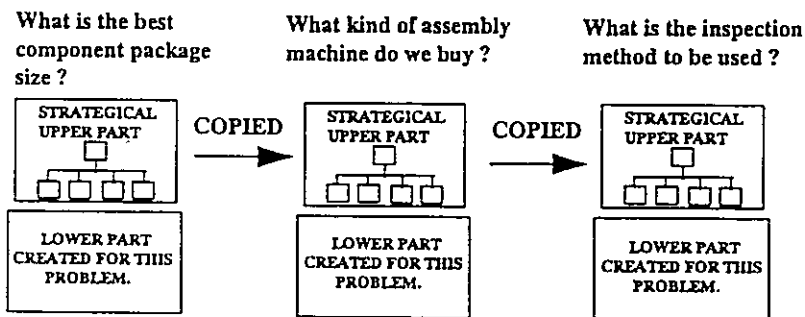 What is the best
component package
size ?
What kind of assembly
machine do we buy ?
What is the inspection
method to be used ?
STRATEGICAL
UPPER PART
COPIED
STRATEGICAL
UPPER PART
COPIED
STRATEGICAL
UPPER PART
LOWER PART
CREATED FOR THIS
PROBLEM.
LOWER PART
CREATED FOR THIS
PROBLEM.
LOWER PART
CREATED FOR THIS
PROBLEM.